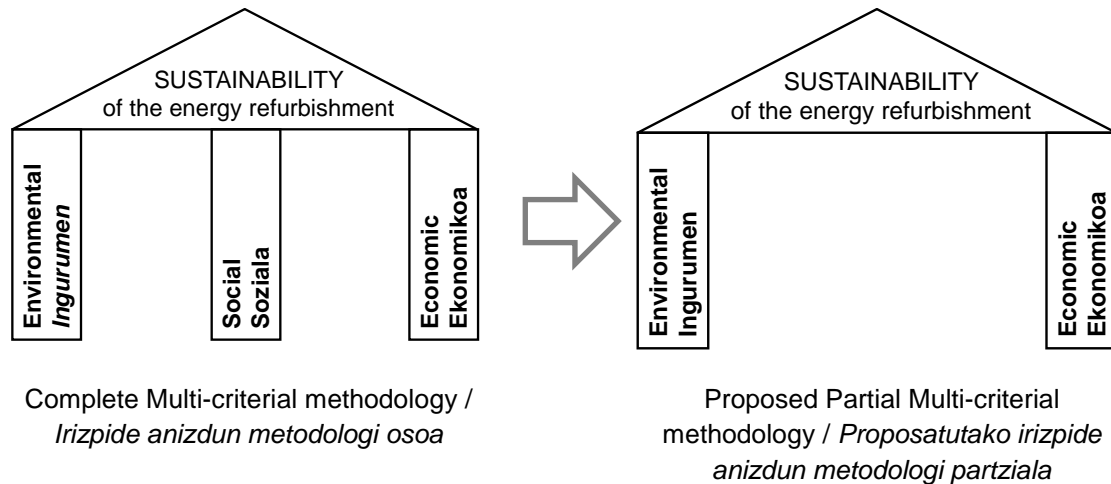 SUSTAINABILITY
of the energy refurbishment
Environmental
Ingurumen
Social
Soziala
Economic
Ekonomikoa
Complete Multi-criterial methodology /
Irizpide anizdun metodologi osoa
SUSTAINABILITY
of the energy refurbishment
Environmental
Ingurumen
Economic
Ekonomikoa
Proposed Partial Multi-criterial
methodology / Proposatutako irizpide
anizdun metodologi partziala